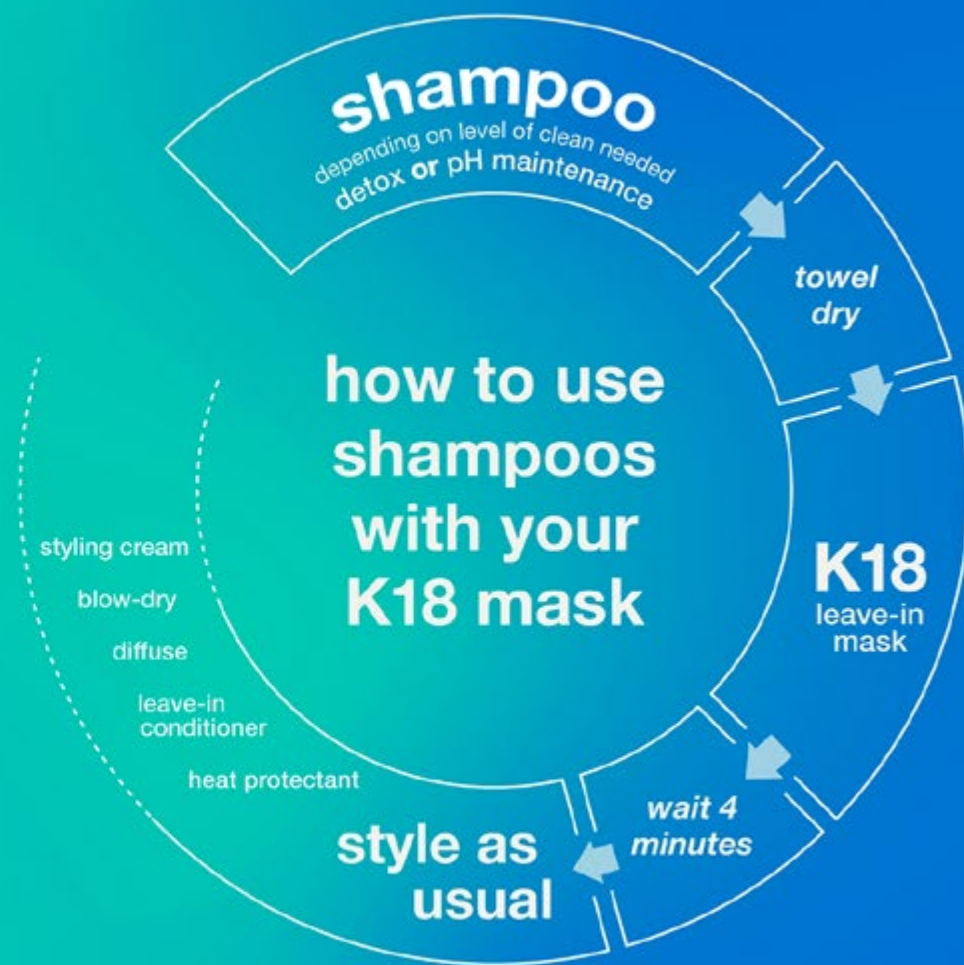 shampoo
depending on level of clean needed
detox or pH maintenance
towel
dry
how to use
shampoos
with your
K18 mask
K18
leave-in
mask
wait 4
minutes
style as
usual
heat protectant
leave-in
conditioner
diffuse
blow-dry
styling cream